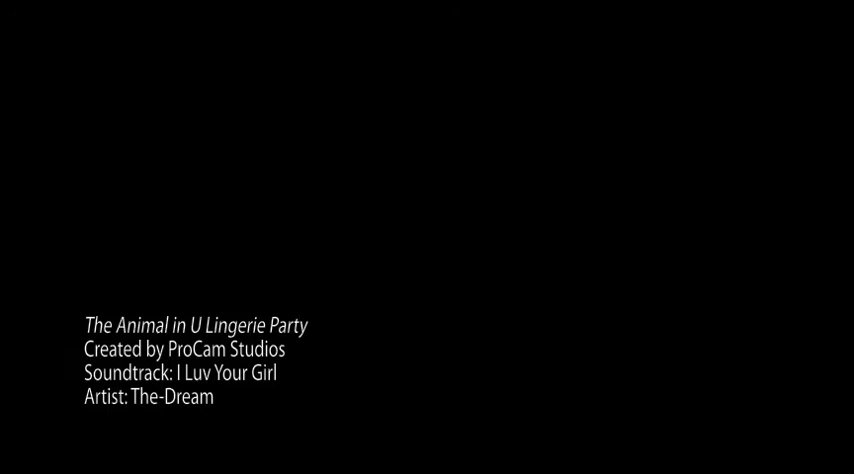 The Animal in U Lingerie Party
Created by ProCam Studios
Soundtrack: I Luv Your Girl
Artist: The-Dream